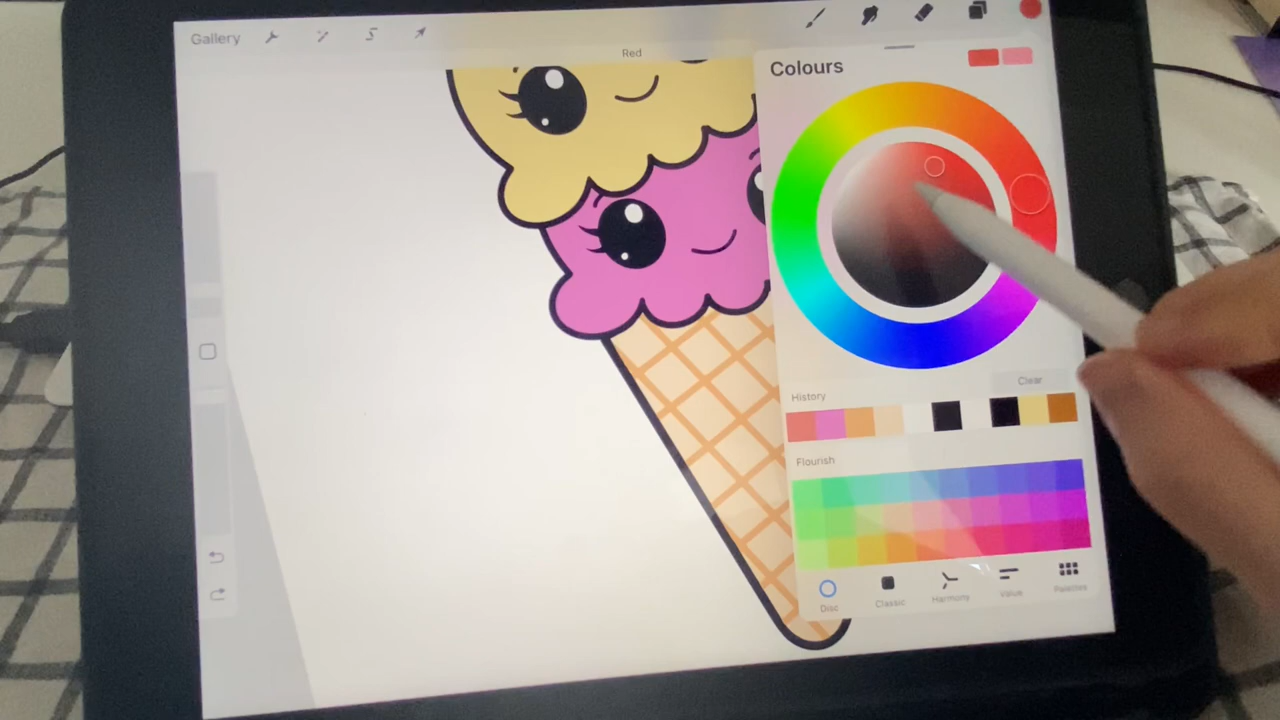 Gallery
Red
Colours
Clear
History
Flourish
Disc
Classic
Harmony
Value
Palettes